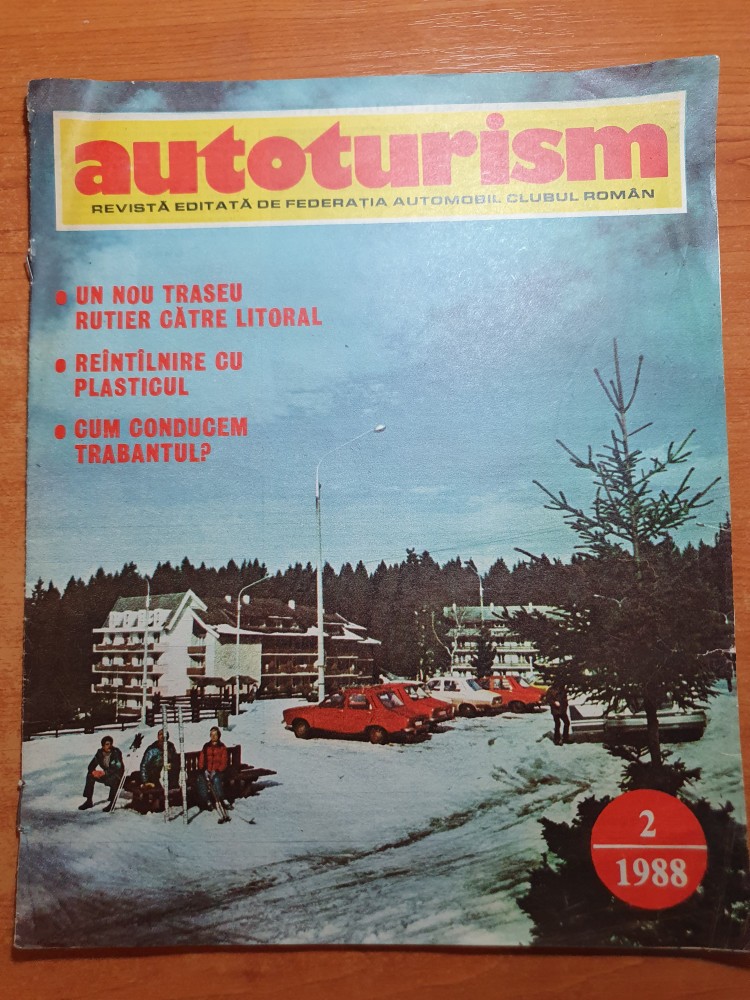 autoturism
REVISTĂ EDITATĂ DE FEDERAȚIA AUTOMOBIL CLUBUL ROMÂN
• UN NOU TRASEU
RUTIER CĂTRE LITORAL
• REÎNTÎLNIRE CU
PLASTICUL
• CUM CONDUCEM
TRABANTUL?
2
1988